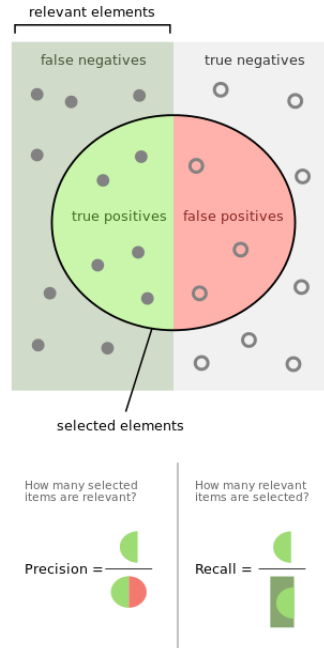 relevant elements
false negatives
true negatives
true positives
false positives
selected elements
How many selected
items are relevant?
Precision =
How many relevant
items are selected?
Recall =